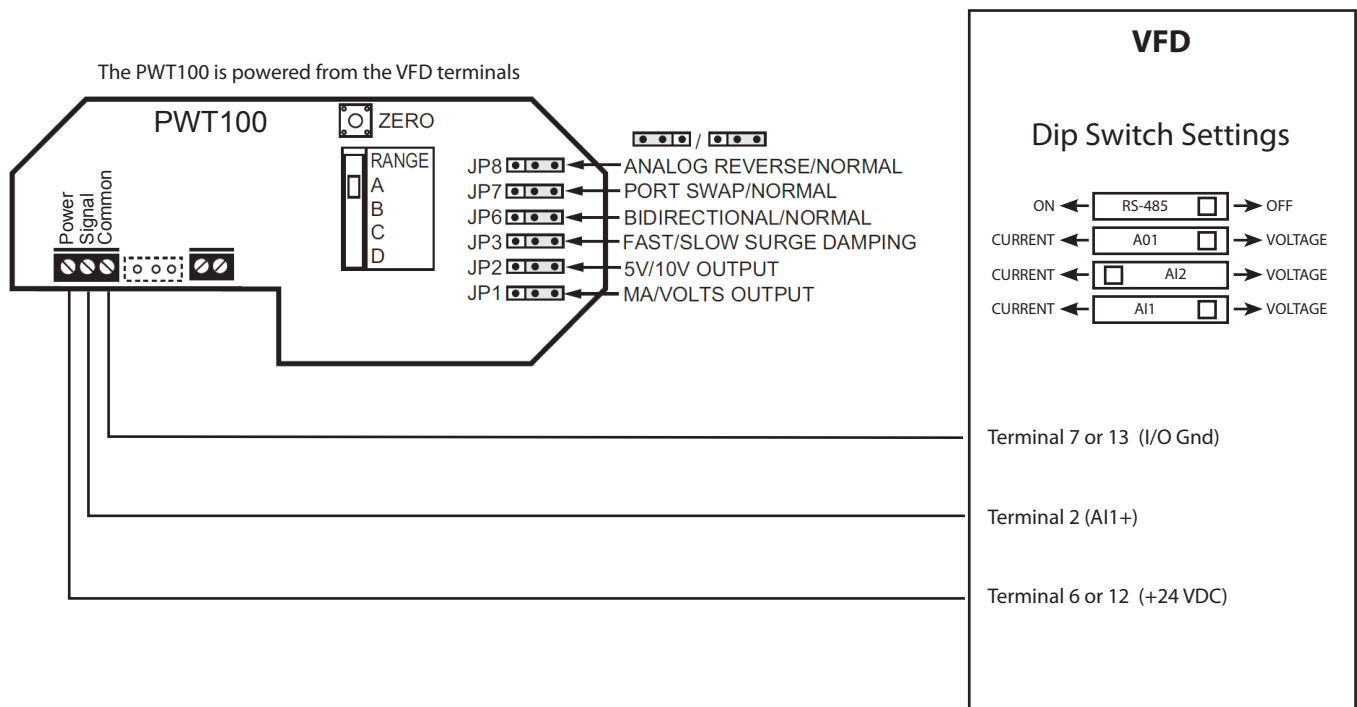 The PWT100 is powered from the VFD terminals
PWT100
ZERO
RANGE
A
B
C
D
Power
Signal
Common
/
JP8 ANALOG REVERSE/NORMAL
JP7 PORT SWAP/NORMAL
JP6 BIDIRECTIONAL/NORMAL
JP3 FAST/SLOW SURGE DAMPING
JP2 5V/10V OUTPUT
JP1 MA/VOLTS OUTPUT
VFD
Dip Switch Settings
ON RS-485 OFF
CURRENT A01 VOLTAGE
CURRENT AI2 VOLTAGE
CURRENT AI1 VOLTAGE
Terminal 7 or 13 (I/O Gnd)
Terminal 2 (AI1+)
Terminal 6 or 12 (+24 VDC)